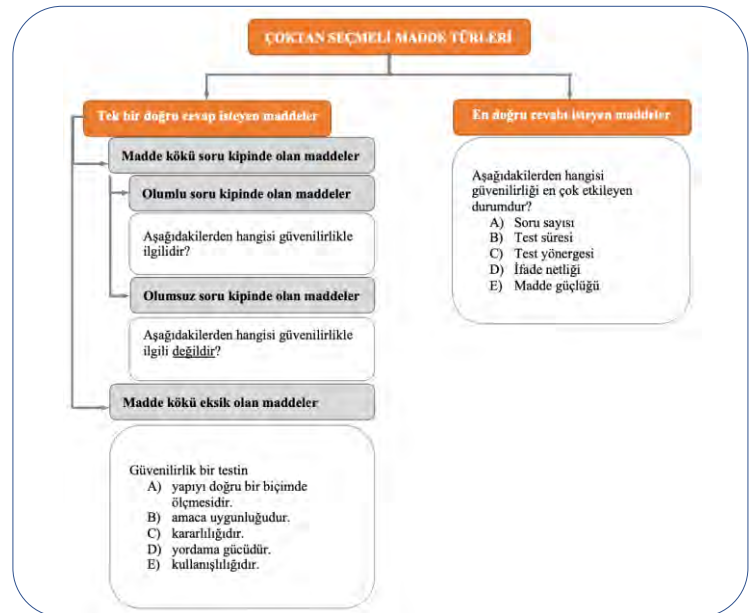 ÇOKTAN SEÇMELİ MADDE TÜRLERİ
Tek bir doğru cevap isteyen maddeler
Madde kökü soru kipinde olan maddeler
Olumlu soru kipinde olan maddeler
Aşağıdakilerden hangisi güvenilirlikle
ilgilidir?
Olumsuz soru kipinde olan maddeler
Aşağıdakilerden hangisi güvenilirlikle
ilgili değildir?
Madde kökü eksik olan maddeler
Güvenilirlik bir testin
A) yapıyı doğru bir biçimde
ölçmesidir.
B) amaca uygunluğudur.
C) kararlılığıdır.
D) yordama gücüdür.
E) kullanışlılığıdır.
En doğru cevabı isteyen maddeler
Aşağıdakilerden hangisi
güvenilirliği en çok etkileyen
durumdur?
A) Soru sayısı
B) Test süresi
C) Test yönergesi
D) İfade netliği
E) Madde güçlüğü